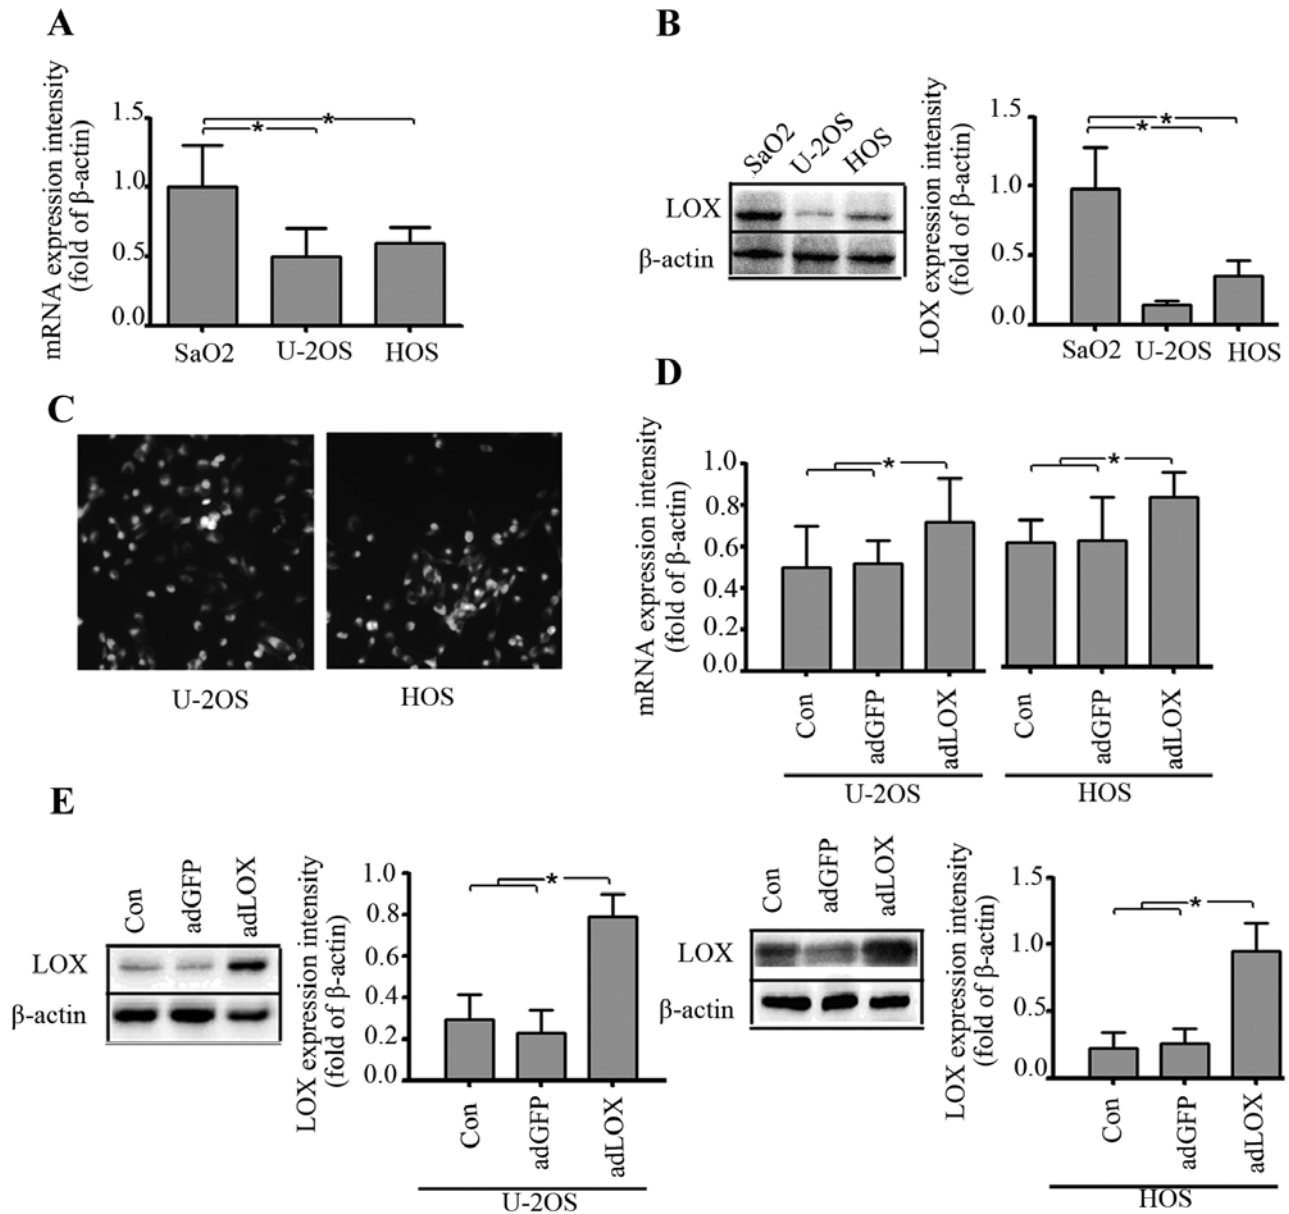 A
mRNA expression intensity
(fold of β-actin)
1.5
1.0
0.5
0.0
*
*
SaO2 U-2OS HOS
B
SaO2 U-2OS HOS
LOX
β-actin
LOX expression intensity
(fold of β-actin)
1.5
1.0
0.5
0.0
*
*
SaO2 U-2OS HOS
C
U-2OS HOS
D
mRNA expression intensity
(fold of β-actin)
1.0
0.8
0.6
0.4
0.2
0.0
*
*
Con adGFP adLOX Con adGFP adLOX
U-2OS HOS
E
Con adGFP adLOX
LOX
β-actin
LOX expression intensity
(fold of β-actin)
1.0
0.8
0.6
0.4
0.2
0.0
*
Con adGFP adLOX
U-2OS
Con adGFP adLOX
LOX
β-actin
LOX expression intensity
(fold of β-actin)
1.5
1.0
0.5
0.0
*
Con adGFP adLOX
HOS